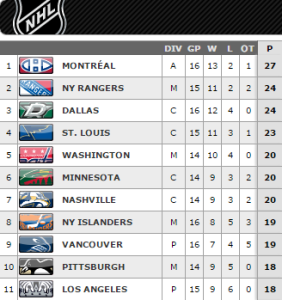 NHL
DIV GP W L OT P
1 MONTRÉAL A 16 13 2 1 27
2 NY RANGERS M 15 11 2 2 24
3 DALLAS C 16 12 4 0 24
4 ST. LOUIS C 15 11 3 1 23
5 WASHINGTON M 14 10 4 0 20
6 MINNESOTA C 14 9 3 2 20
7 NASHVILLE C 14 9 3 2 20
8 NY ISLANDERS M 16 8 5 3 19
9 VANCOUVER P 16 7 4 5 19
10 PITTSBURGH M 14 9 5 0 18
11 LOS ANGELES P 15 9 6 0 18